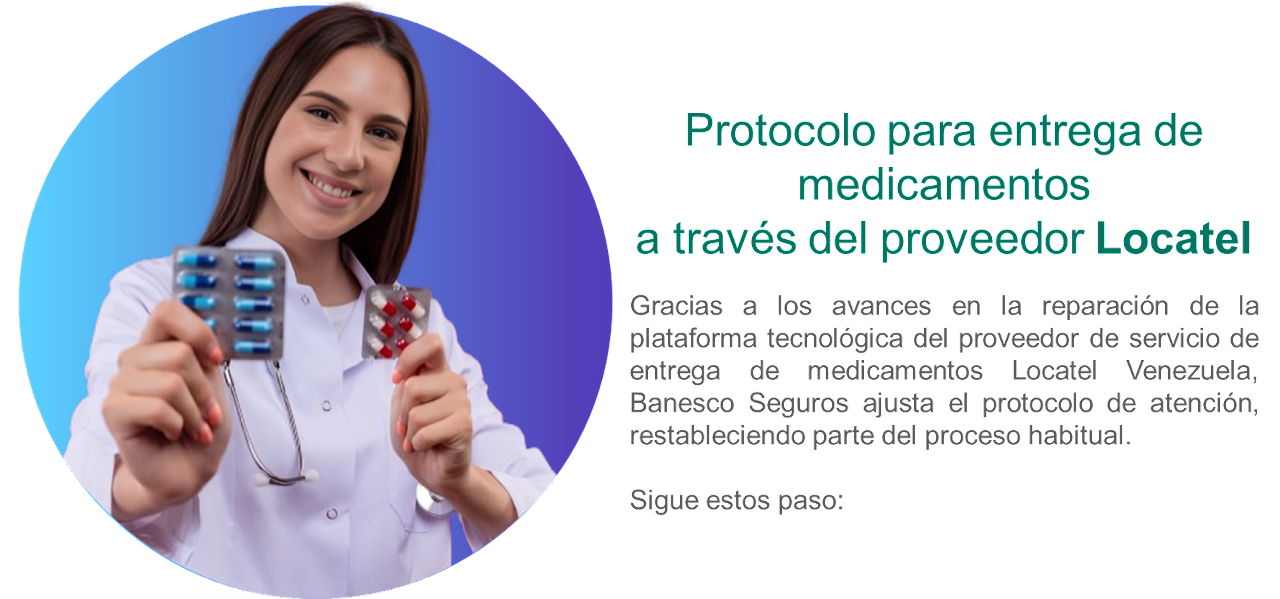 Protocolo para entrega de
medicamentos
a través del proveedor Locatel
Gracias a los avances en la reparación de la
plataforma tecnológica del proveedor de servicio de
entrega de medicamentos Locatel Venezuela,
Banesco Seguros ajusta el protocolo de atención,
restableciendo parte del proceso habitual.
Sigue estos paso: